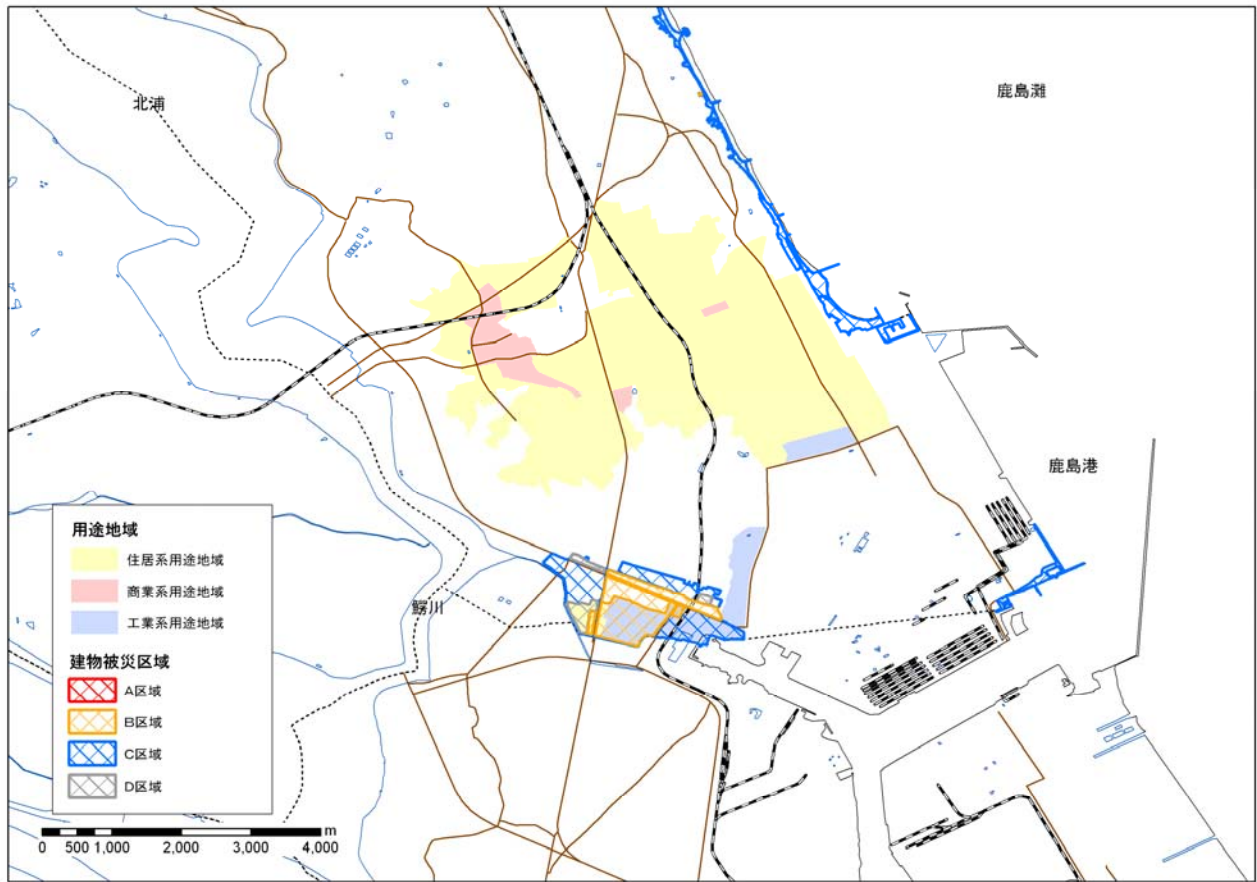 北浦
鹿島灘
鹿島港
鰐川
用途地域
住居系用途地域
商業系用途地域
工業系用途地域
建物被災区域
A区域
B区域
C区域
D区域
m
0 500 1,000 2,000 3,000 4,000